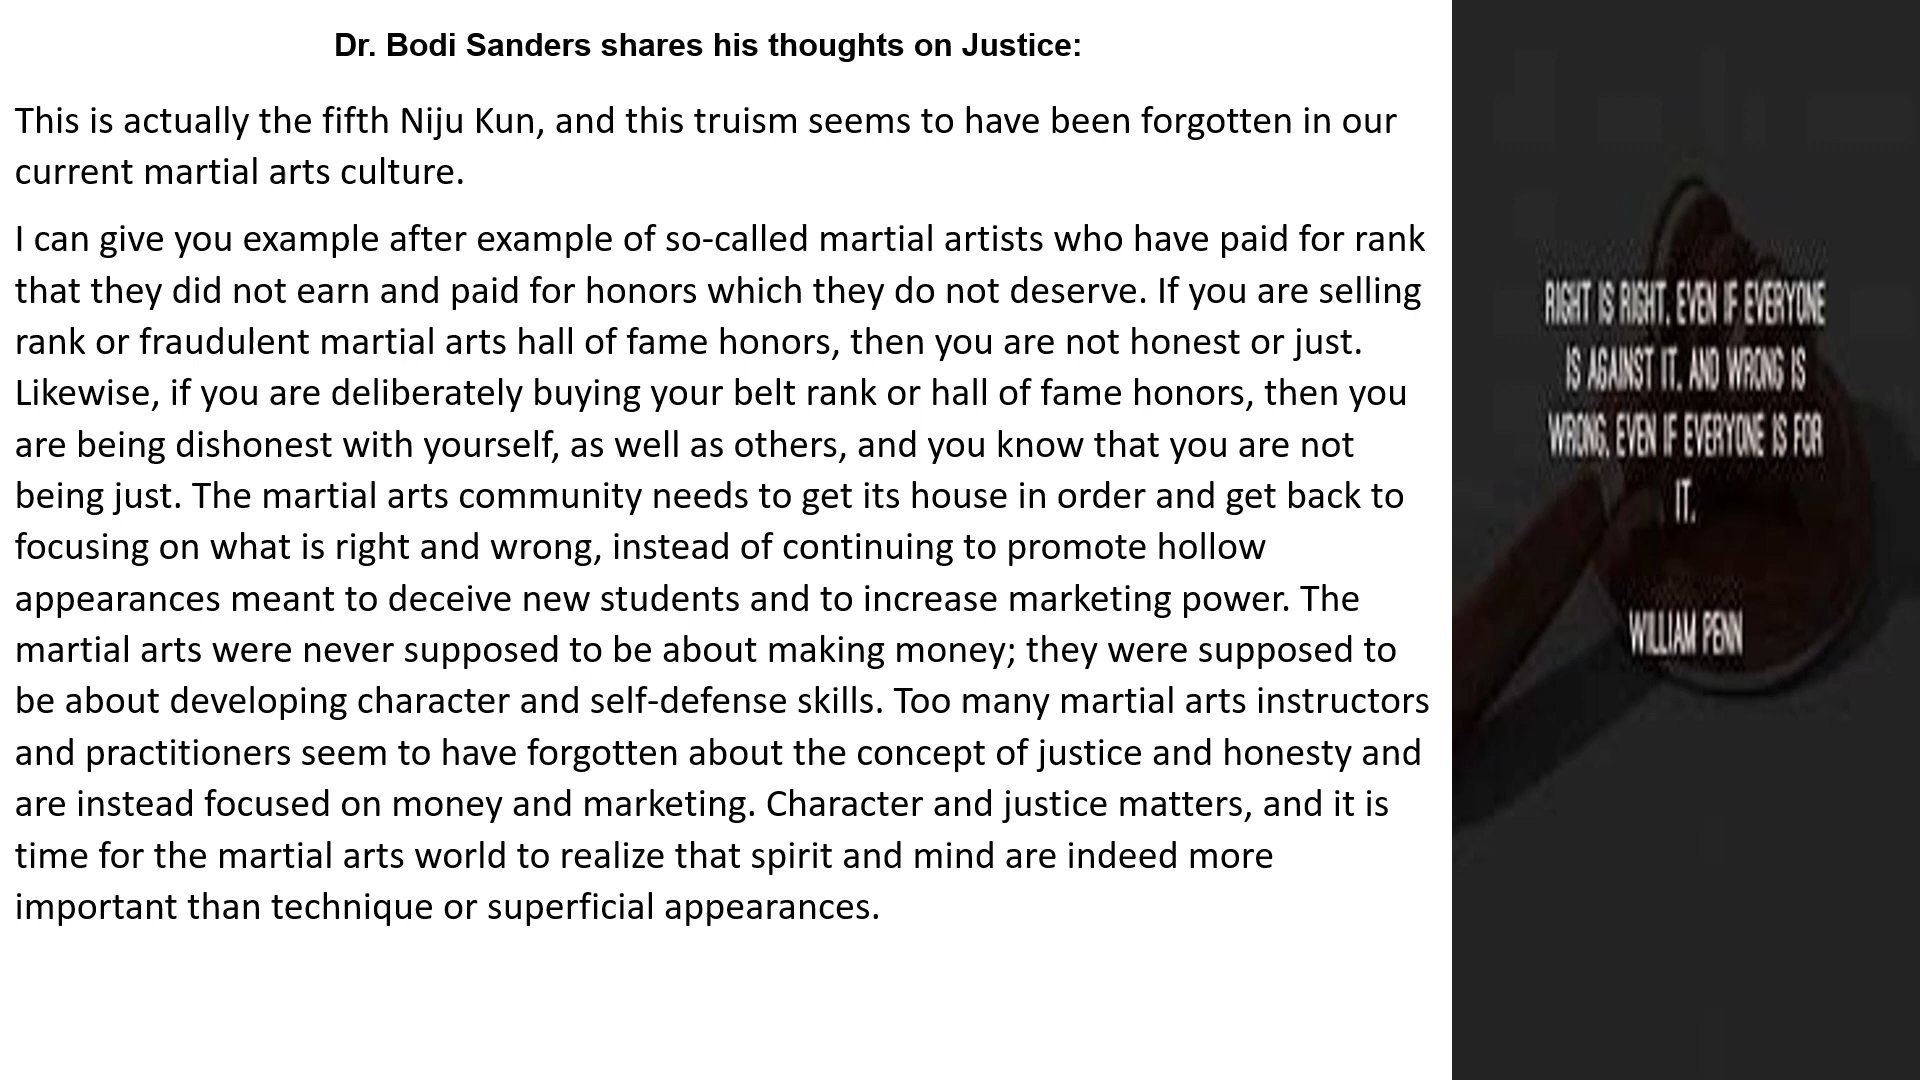 Dr. Bodi Sanders shares his thoughts on Justice:
This is actually the fifth Niju Kun, and this truism seems to have been forgotten in our
current martial arts culture.
I can give you example after example of so-called martial artists who have paid for rank
that they did not earn and paid for honors which they do not deserve. If you are selling
rank or fraudulent martial arts hall of fame honors, then you are not honest or just.
Likewise, if you are deliberately buying your belt rank or hall of fame honors, then you
are being dishonest with yourself, as well as others, and you know that you are not
being just. The martial arts community needs to get its house in order and get back to
focusing on what is right and wrong, instead of continuing to promote hollow
appearances meant to deceive new students and to increase marketing power. The
martial arts were never supposed to be about making money; they were supposed to
be about developing character and self-defense skills. Too many martial arts instructors
and practitioners seem to have forgotten about the concept of justice and honesty and
are instead focused on money and marketing. Character and justice matters, and it is
time for the martial arts world to realize that spirit and mind are indeed more
important than technique or superficial appearances.
RIGHT IS RIGHT, EVEN IF EVERYONE
IS AGAINST IT, AND WRONG IS
WRONG, EVEN IF EVERYONE IS FOR
IT.
WILLIAM PENN